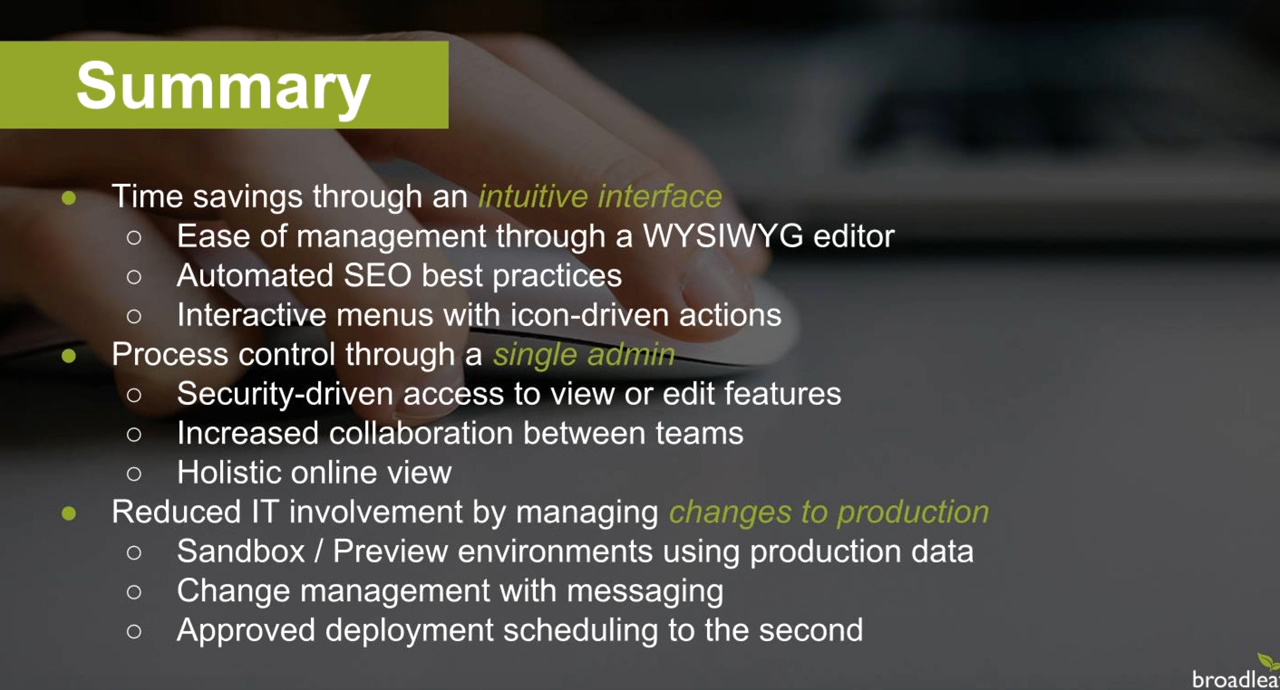 Summary
● Time savings through an intuitive interface
○ Ease of management through a WYSIWYG editor
○ Automated SEO best practices
○ Interactive menus with icon-driven actions
● Process control through a single admin
○ Security-driven access to view or edit features
○ Increased collaboration between teams
○ Holistic online view
● Reduced IT involvement by managing changes to production
○ Sandbox / Preview environments using production data
○ Change management with messaging
○ Approved deployment scheduling to the second
broadlea